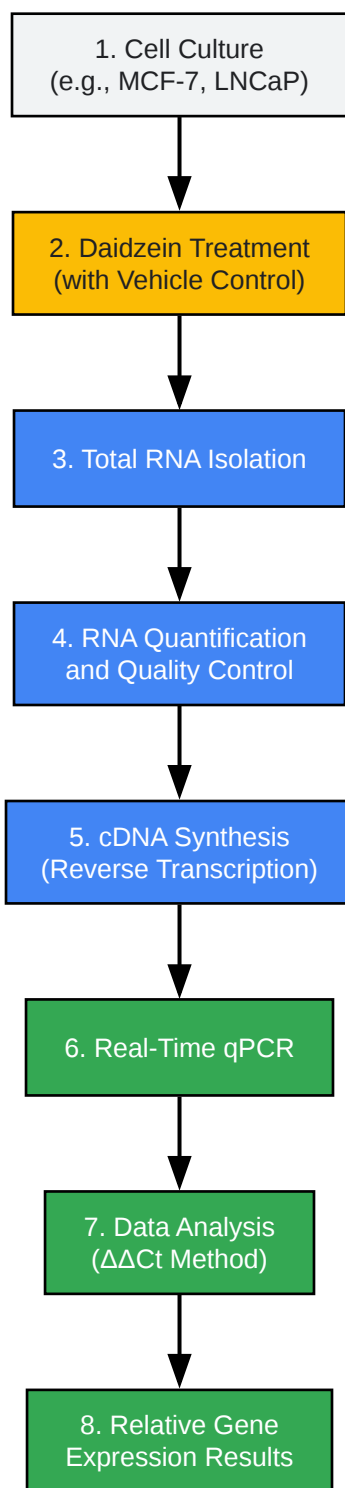 1. Cell Culture
(e.g., MCF-7, LNCaP)
2. Daidzein Treatment
(with Vehicle Control)
3. Total RNA Isolation
4. RNA Quantification
and Quality Control
5. cDNA Synthesis
(Reverse Transcription)
6. Real-Time qPCR
7. Data Analysis
(ΔΔCt Method)
8. Relative Gene
Expression Results